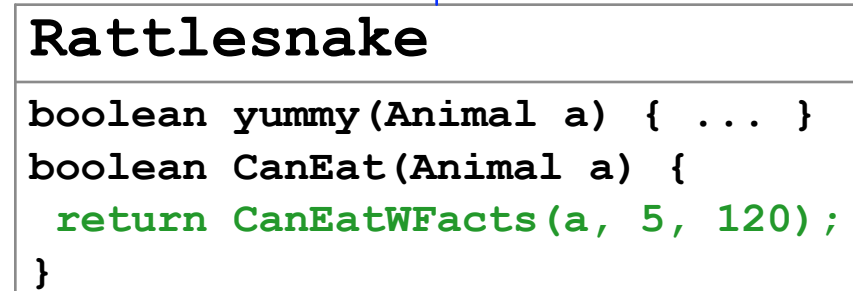 Rattlesnake
boolean yummy(Animal a) { ... }
boolean CanEat(Animal a) {
return CanEatWFacts(a, 5, 120);
}